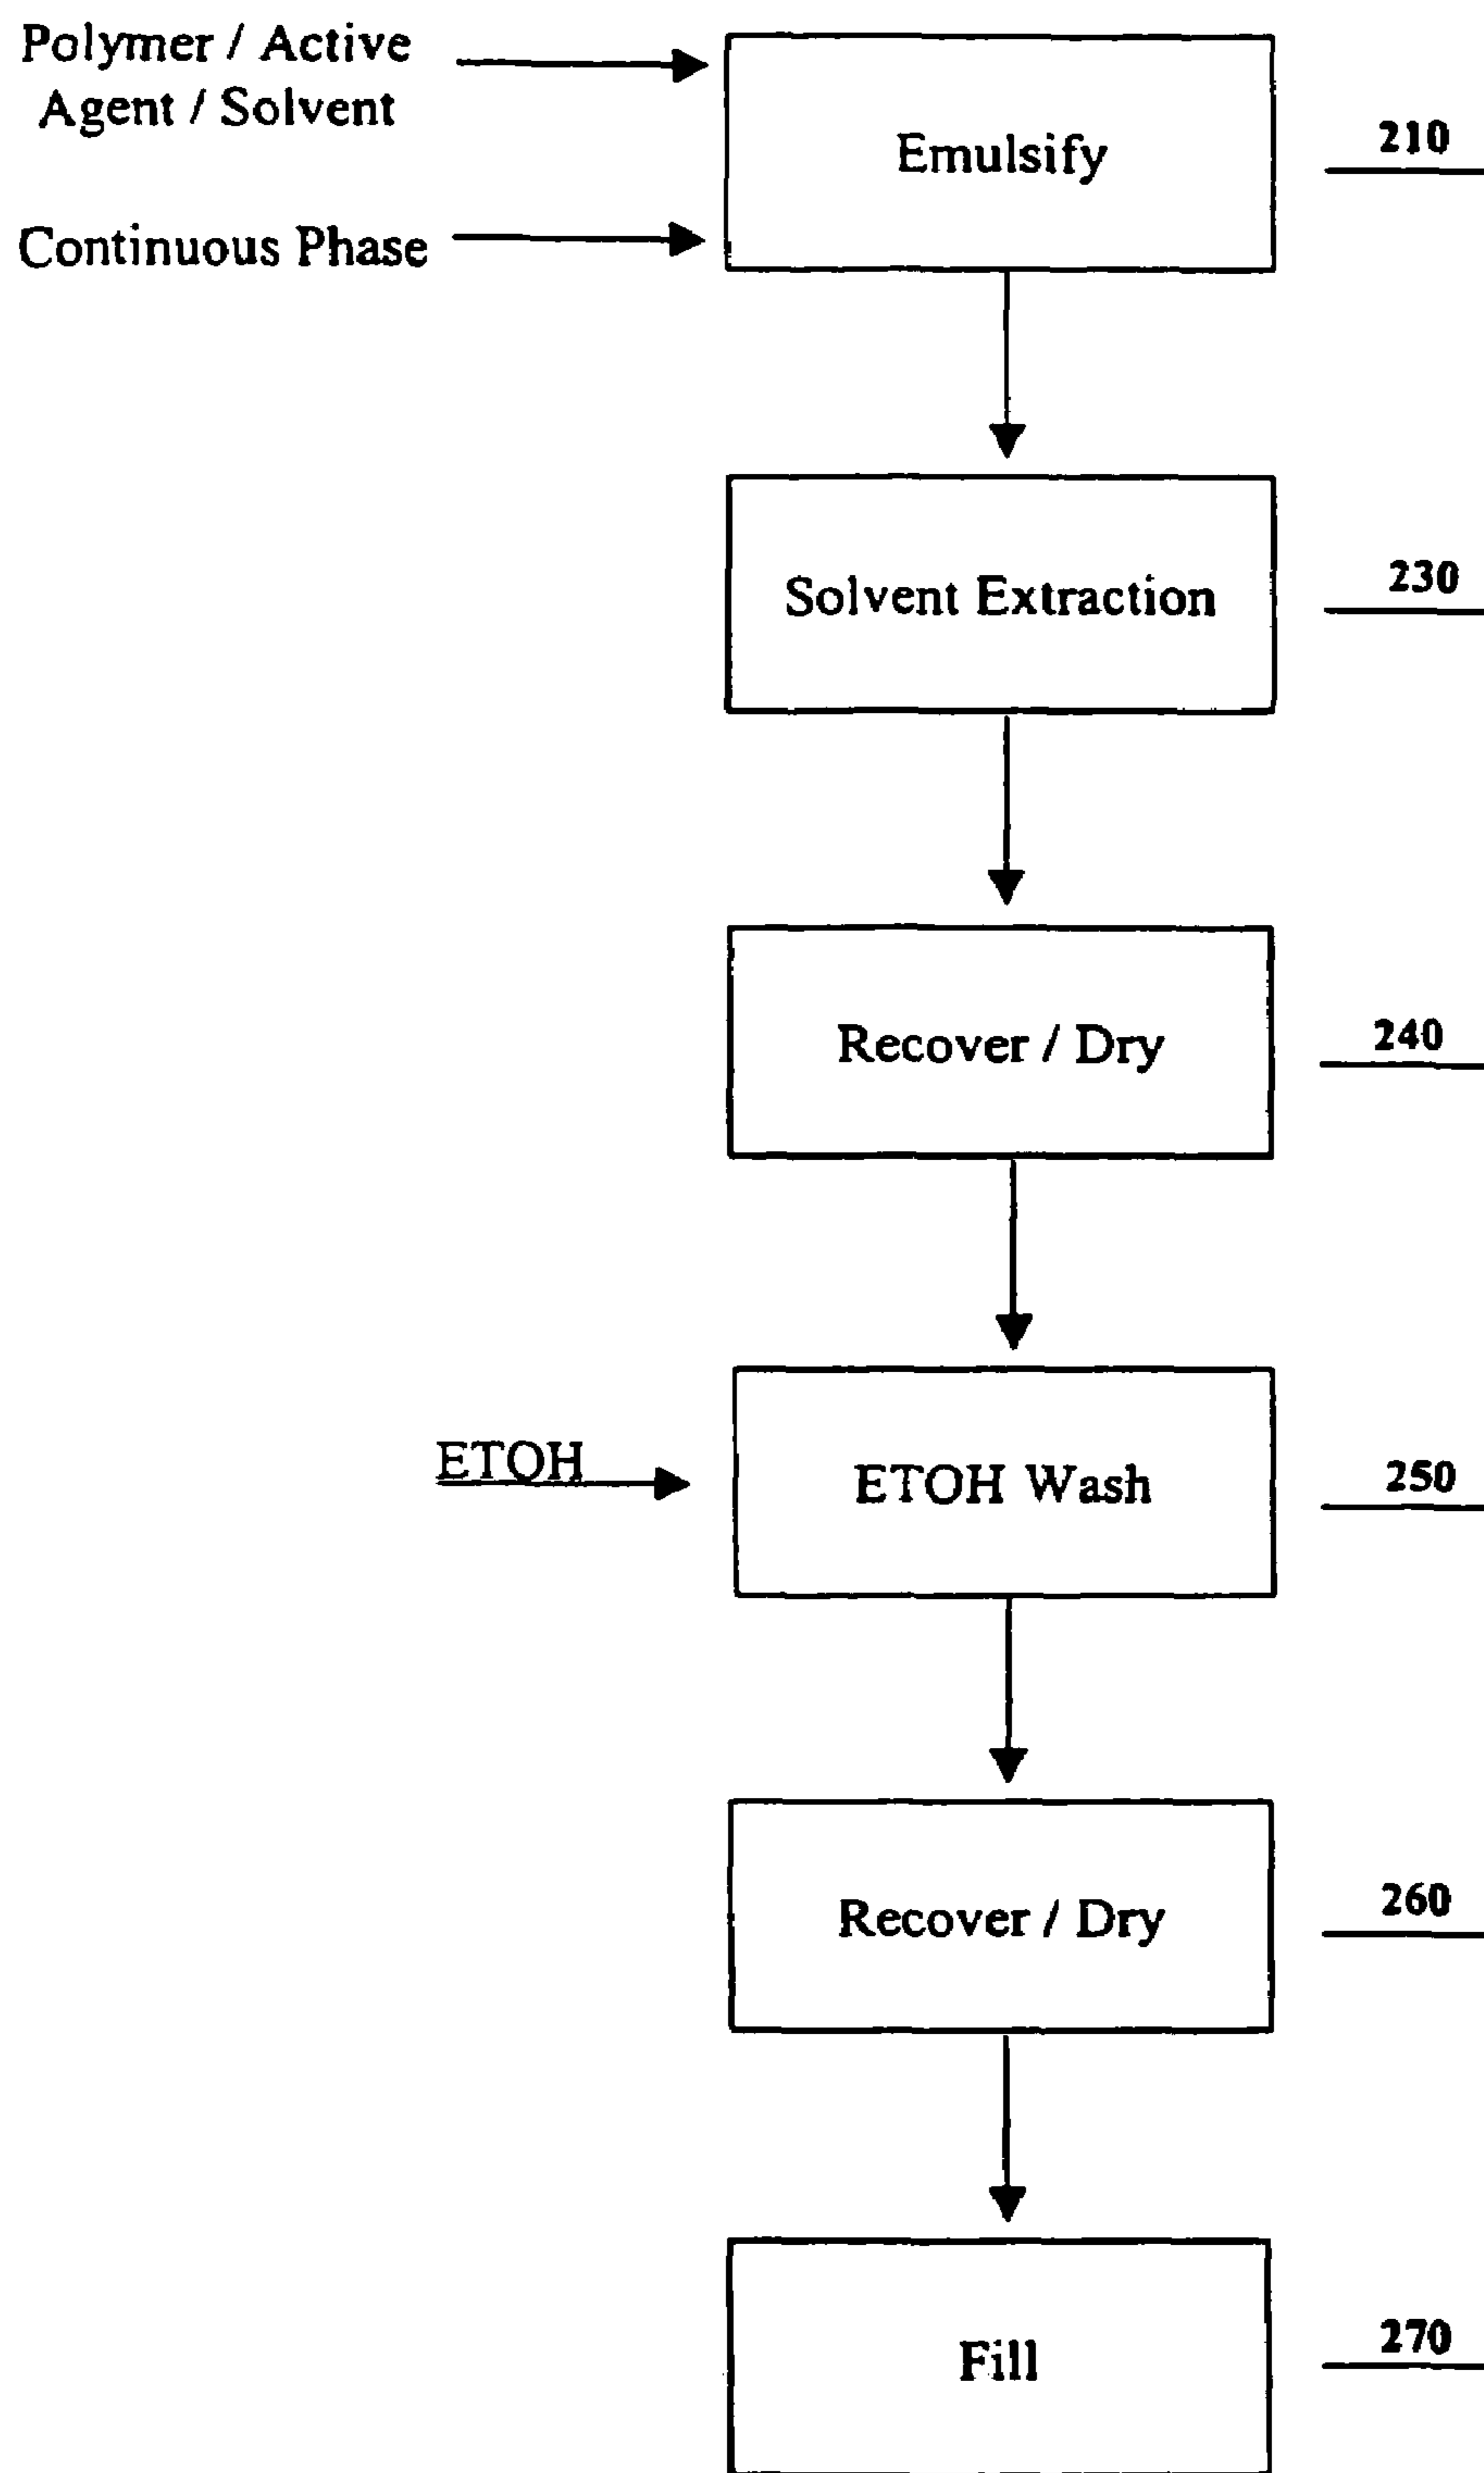 Polymer / Active
Agent / Solvent
Continuous Phase
Emulsify
210
Solvent Extraction
230
Recover / Dry
240
ETOH
ETOH Wash
250
Recover / Dry
260
Fill
270